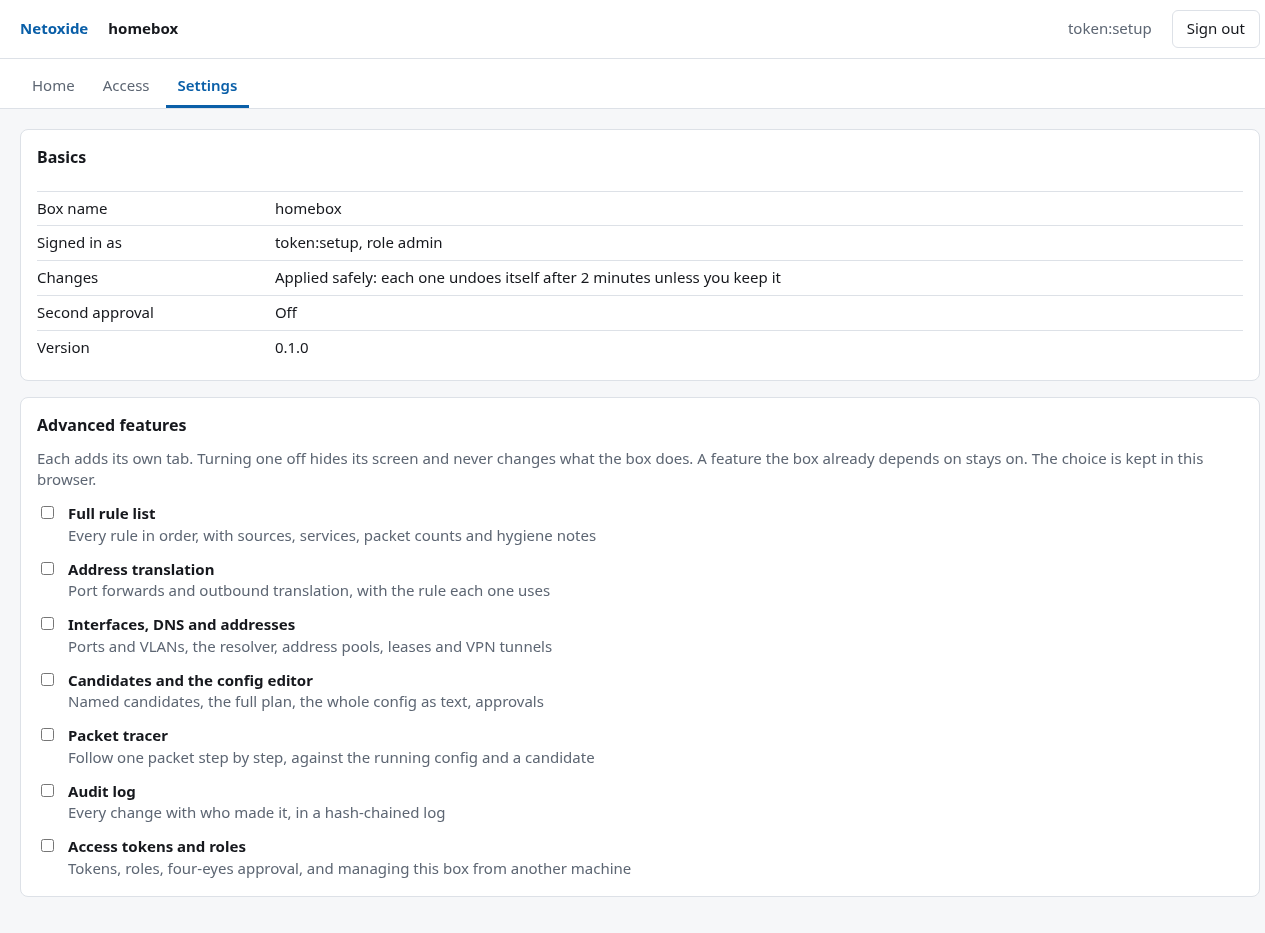 Netoxide homebox token:setup Sign out
Home Access Settings
Basics
Box name homebox
Signed in as token:setup, role admin
Changes Applied safely: each one undoes itself after 2 minutes unless you keep it
Second approval Off
Version 0.1.0
Advanced features
Each adds its own tab. Turning one off hides its screen and never changes what the box does. A feature the box already depends on stays on. The choice is kept in this
browser.
Full rule list
Every rule in order, with sources, services, packet counts and hygiene notes
Address translation
Port forwards and outbound translation, with the rule each one uses
Interfaces, DNS and addresses
Ports and VLANs, the resolver, address pools, leases and VPN tunnels
Candidates and the config editor
Named candidates, the full plan, the whole config as text, approvals
Packet tracer
Follow one packet step by step, against the running config and a candidate
Audit log
Every change with who made it, in a hash-chained log
Access tokens and roles
Tokens, roles, four-eyes approval, and managing this box from another machine